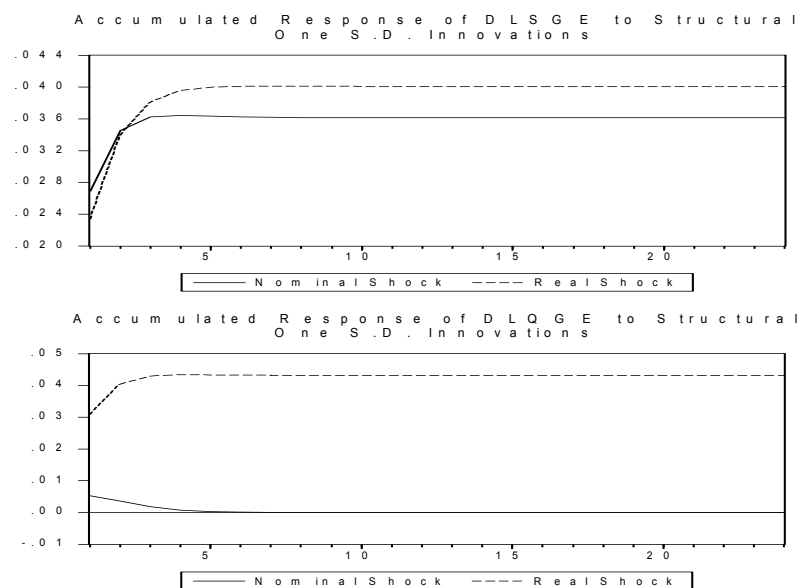 Accumulated Response of DLSGE to Structural
One S.D. Innovations
.044
.040
.036
.032
.028
.024
.020
5 10 15 20
Nominal Shock Real Shock
Accumulated Response of DLQGE to Structural
One S.D. Innovations
.05
.04
.03
.02
.01
.00
-.01
5 10 15 20
Nominal Shock Real Shock